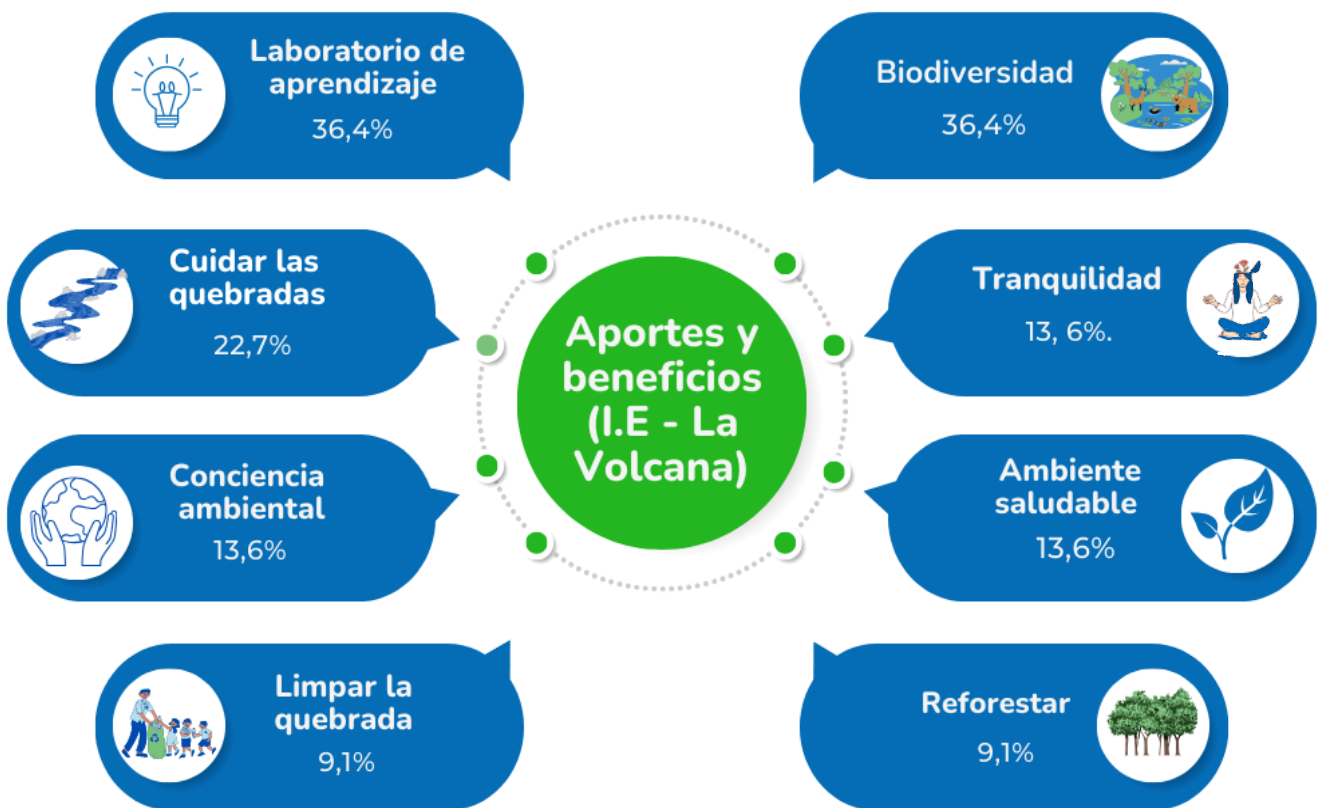 Laboratorio de
aprendizaje
36,4%
Biodiversidad
36,4%
Cuidar las
quebradas
22,7%
Tranquilidad
13, 6%.
Aportes y
beneficios
(I.E - La
Volcana)
Conciencia
ambiental
13,6%
Ambiente
saludable
13,6%
Limpar la
quebrada
9,1%
Reforestar
9,1%